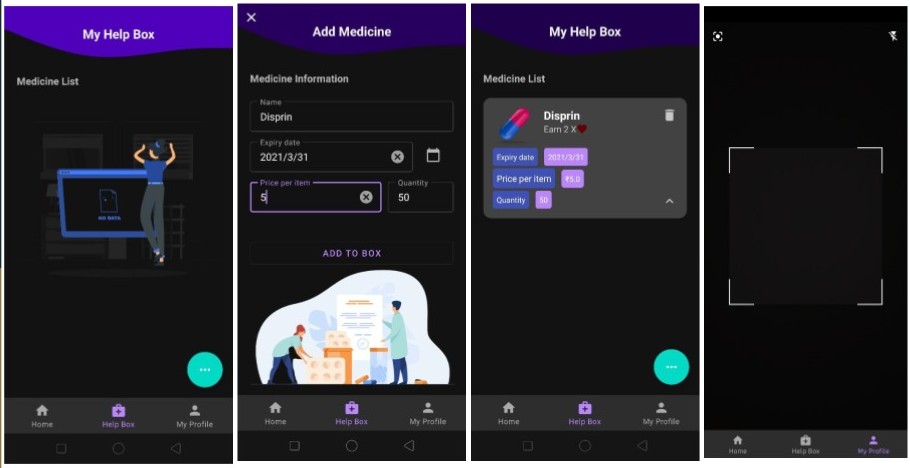 My Help Box
Medicine List
NO DATA
Home
Help Box
My Profile
Add Medicine
Medicine Information
Name
Disprin
Expiry date
2021/3/31
Price per item
5
Quantity
50
ADD TO BOX
Home
Help Box
My Profile
My Help Box
Medicine List
Disprin
Earn 2 X
Expiry date
2021/3/31
Price per item
₹5.0
Quantity
50
Home
Help Box
My Profile
Home
Help Box
My Profile